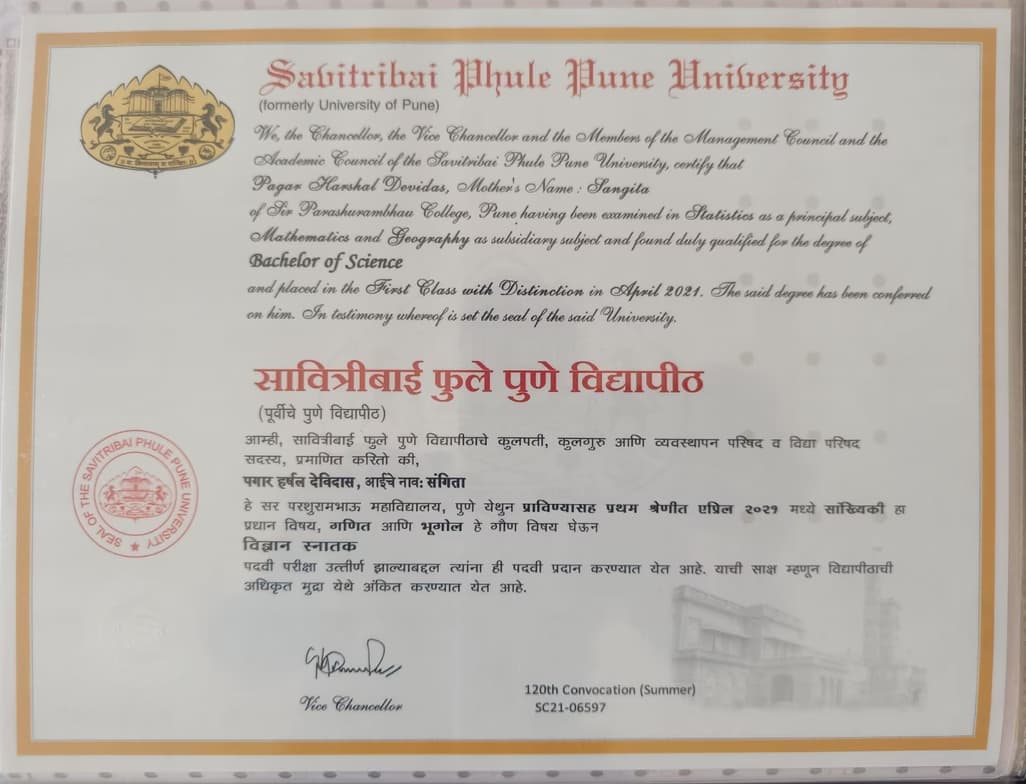 Savitribai Phule Pune University
(formerly University of Pune)
We, the Chancellor, the Vice Chancellor and the Members of the Management Council and the
Academic Council of the Savitribai Phule Pune University, certify that
Pagar Harshal Devidas, Mother's Name : Sangita
of Sir Parashurambhau College, Pune having been examined in Statistics as a principal subject,
Mathematics and Geography as subsidiary subject and found duly qualified for the degree of
Bachelor of Science
and placed in the First Class with Distinction in April 2021. The said degree has been conferred
on him. In testimony whereof is set the seal of the said University.
सावित्रीबाई फुले पुणे विद्यापीठ
(पूर्वीचे पुणे विद्यापीठ)
आम्ही, सावित्रीबाई फुले पुणे विद्यापीठाचे कुलपती, कुलगुरु आणि व्यवस्थापन परिषद व विद्या परिषद
सदस्य, प्रमाणित करितो की,
पगार हर्षल देविदास, आईचे नाव: संगिता
हे सर परशुरामभाऊ महाविद्यालय, पुणे येथुन प्राविण्यासह प्रथम श्रेणीत एप्रिल २०२१ मध्ये सांख्यिकी हा
प्रधान विषय, गणित आणि भूगोल हे गौण विषय घेऊन
विज्ञान स्नातक
पदवी परीक्षा उत्तीर्ण झाल्याबद्दल त्यांना ही पदवी प्रदान करण्यात येत आहे. याची साक्ष म्हणून विद्यापीठाची
अधिकृत मुद्रा येथे अंकित करण्यात येत आहे.
SEAL OF THE SAVITRIBAI PHULE PUNE UNIVERSITY
Vice Chancellor
120th Convocation (Summer)
SC21-06597